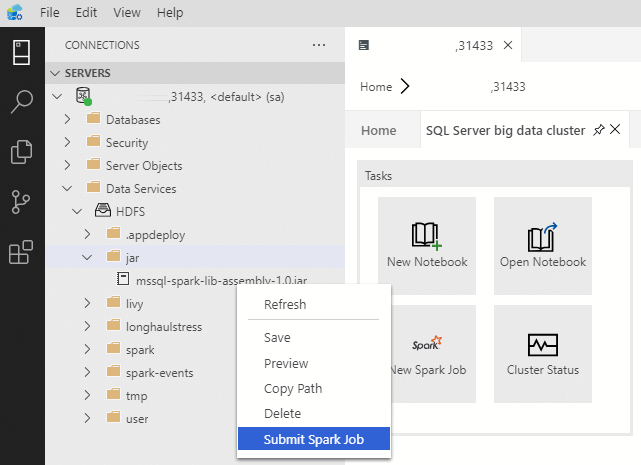 File Edit View Help
CONNECTIONS ...
SERVERS
,31433, <default> (sa)
Databases
Security
Server Objects
Data Services
HDFS
.appdeploy
jar
mssql-spark-lib-assembly-1.0.jar
livy
longhaulstress
spark
spark-events
tmp
user
Refresh
Save
Preview
Copy Path
Delete
Submit Spark Job
,31433
Home ,31433
Home SQL Server big data cluster
Tasks
New Notebook
Open Notebook
Spark
New Spark Job
Cluster Status